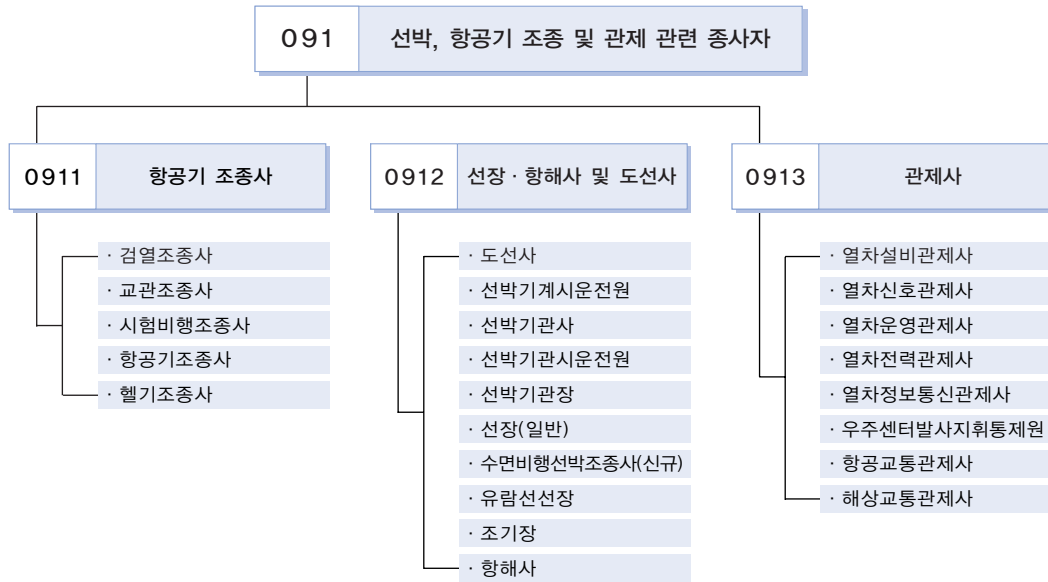 091 선박, 항공기 조종 및 관제 관련 종사자
0911 항공기 조종사
· 검열조종사
· 교관조종사
· 시험비행조종사
· 항공기조종사
· 헬기조종사
0912 선장 · 항해사 및 도선사
· 도선사
· 선박기계시운전원
· 선박기관사
· 선박기관시운전원
· 선박기관장
· 선장(일반)
· 수면비행선박조종사(신규)
· 유람선선장
· 조기장
· 항해사
0913 관제사
· 열차설비관제사
· 열차신호관제사
· 열차운영관제사
· 열차전력관제사
· 열차정보통신관제사
· 우주센터발사지휘통제원
· 항공교통관제사
· 해상교통관제사